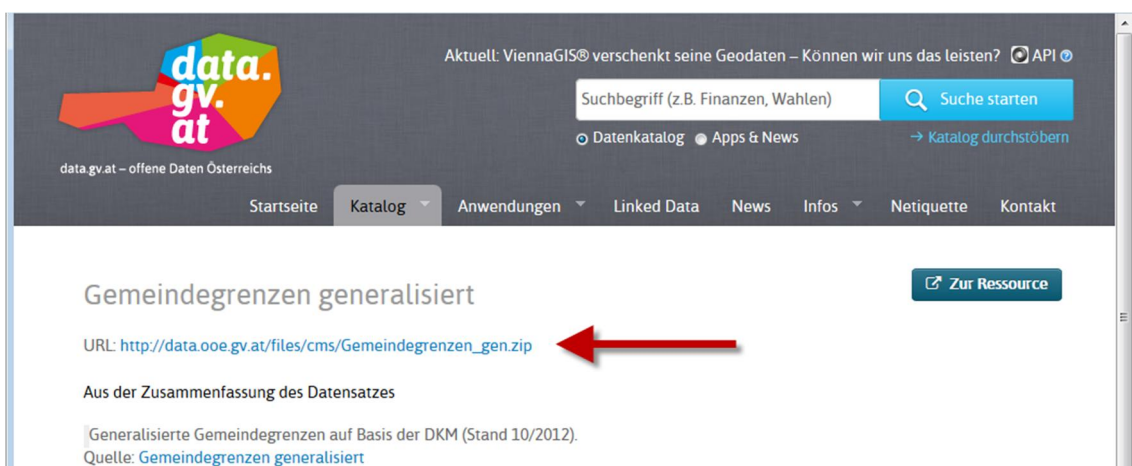 data.
gv.
at
data.gv.at – offene Daten Österreichs
Aktuell: ViennaGIS® verschenkt seine Geodaten – Können wir uns das leisten? API ?
Suchbegriff (z.B. Finanzen, Wahlen) Suche starten
Datenkatalog Apps & News → Katalog durchstöbern
Startseite Katalog Anwendungen Linked Data News Infos Netiquette Kontakt
Gemeindegrenzen generalisiert
Zur Ressource
URL: http://data.ooe.gv.at/files/cms/Gemeindegrenzen_gen.zip
Aus der Zusammenfassung des Datensatzes
Generalisierte Gemeindegrenzen auf Basis der DKM (Stand 10/2012).
Quelle: Gemeindegrenzen generalisiert